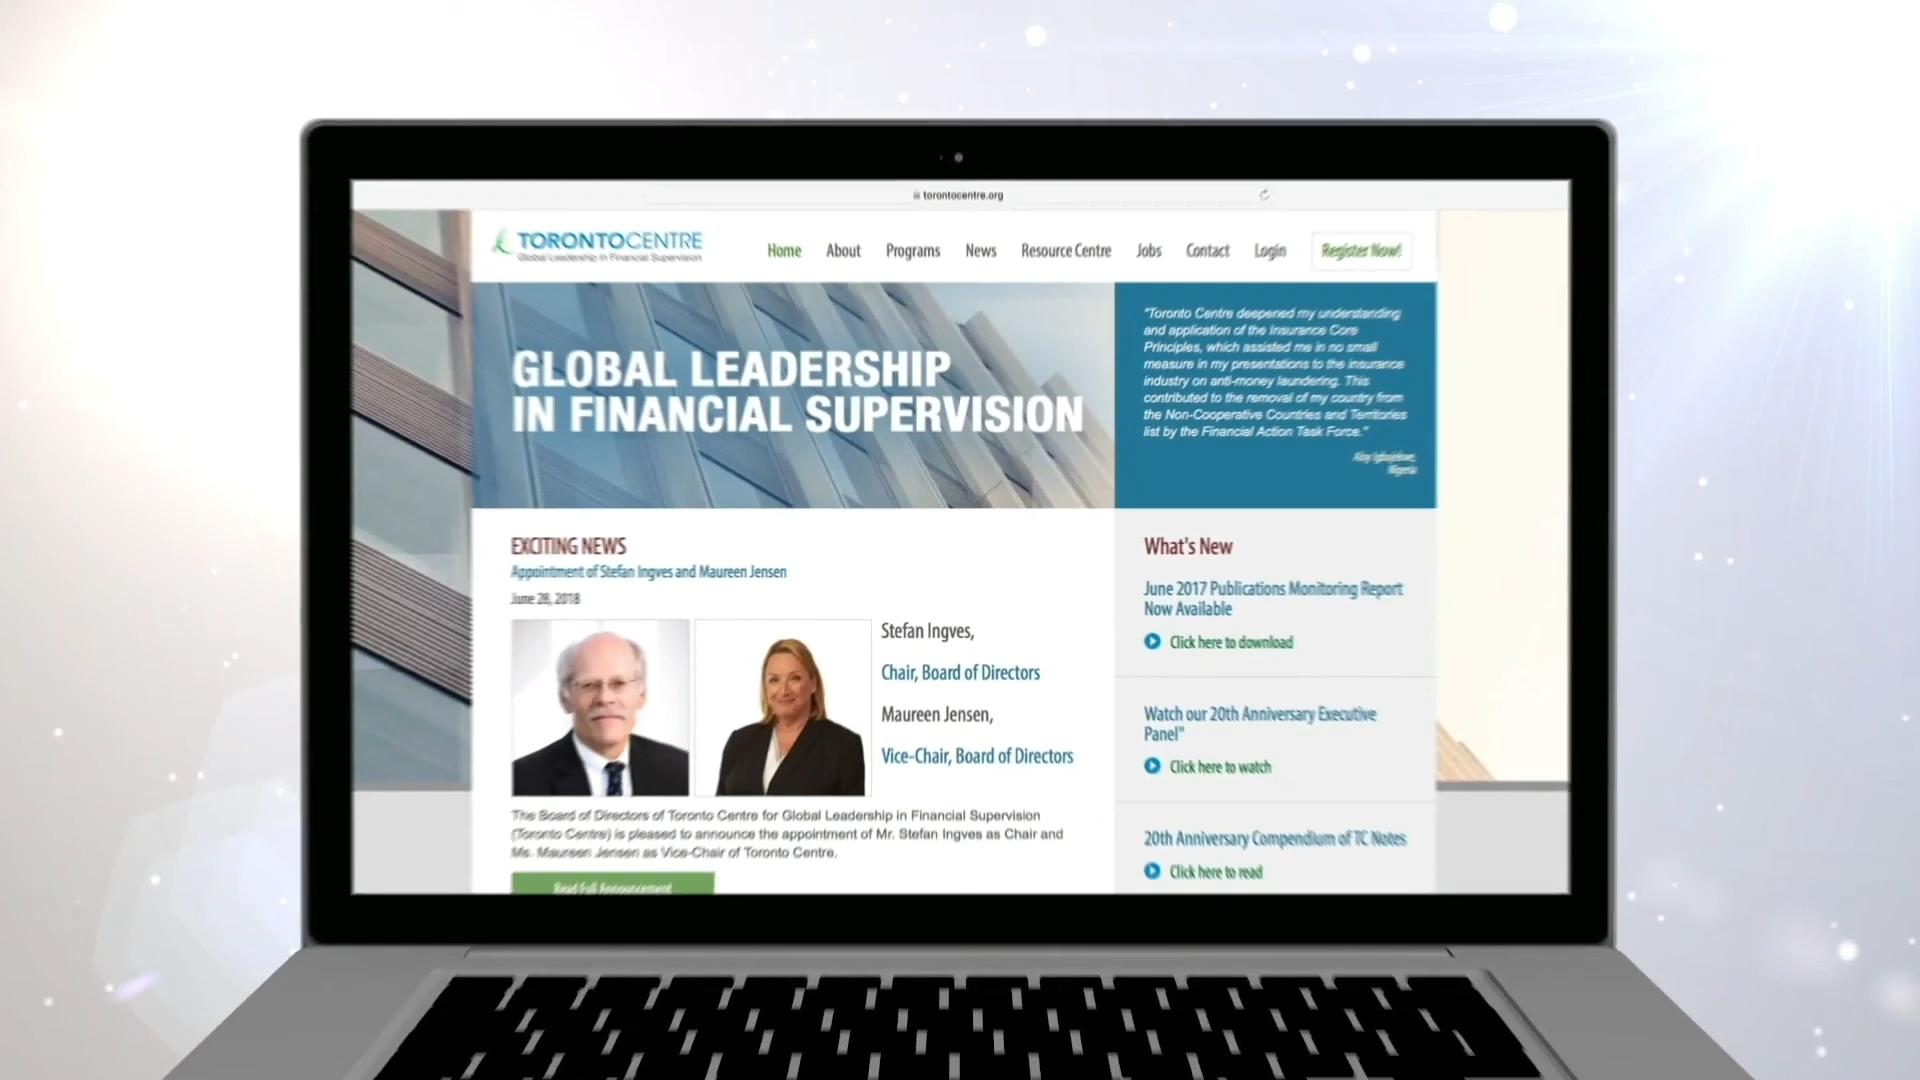 torontocentre.org
TORONTOCENTRE
Global Leadership in Financial Supervision
Home About Programs News Resource Centre Jobs Contact Login Register Now!
GLOBAL LEADERSHIP
IN FINANCIAL SUPERVISION
"Toronto Centre deepened my understanding
and application of the Insurance Core
Principles, which assisted me in no small
measure in my presentations to the insurance
industry on anti-money laundering. This
contributed to the removal of my country from
the Non-Cooperative Countries and Territories
list by the Financial Action Task Force."
Nigeria
EXCITING NEWS
Appointment of Stefan Ingves and Maureen Jensen
June 28, 2018
Stefan Ingves,
Chair, Board of Directors
Maureen Jensen,
Vice-Chair, Board of Directors
The Board of Directors of Toronto Centre for Global Leadership in Financial Supervision
(Toronto Centre) is pleased to announce the appointment of Mr. Stefan Ingves as Chair and
Ms. Maureen Jensen as Vice-Chair of Toronto Centre.
Read Full Announcement
What's New
June 2017 Publications Monitoring Report
Now Available
Click here to download
Watch our 20th Anniversary Executive
Panel"
Click here to watch
20th Anniversary Compendium of TC Notes
Click here to read